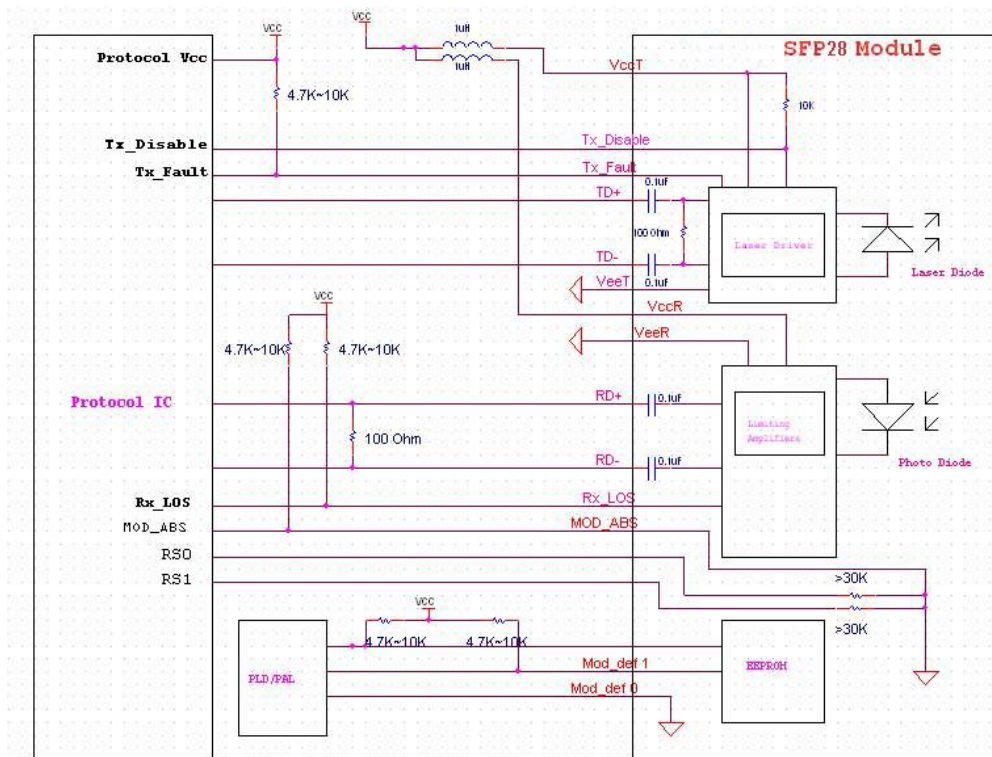 VCC
VCC
1uH
1uH
SFP28 Module
Protocol Vcc
VccT
4.7K~10K
10K
Tx_Disable
Tx_Disable
Tx_Fault
Tx_Fault
0.1uF
TD+
100 Ohm
Laser Driver
TD-
0.1uF
Laser Diode
VeeT
VCC
VccR
VeeR
4.7K~10K
4.7K~10K
Protocol IC
RD+
0.1uF
100 Ohm
Limiting
Amplifiers
RD-
0.1uF
Photo Diode
Rx_LOS
Rx_LOS
MOD_ABS
MOD_ABS
RS0
RS1
>30K
>30K
VCC
4.7K~10K
4.7K~10K
PLD/PAL
Mod_def 1
EEPROM
Mod_def 0